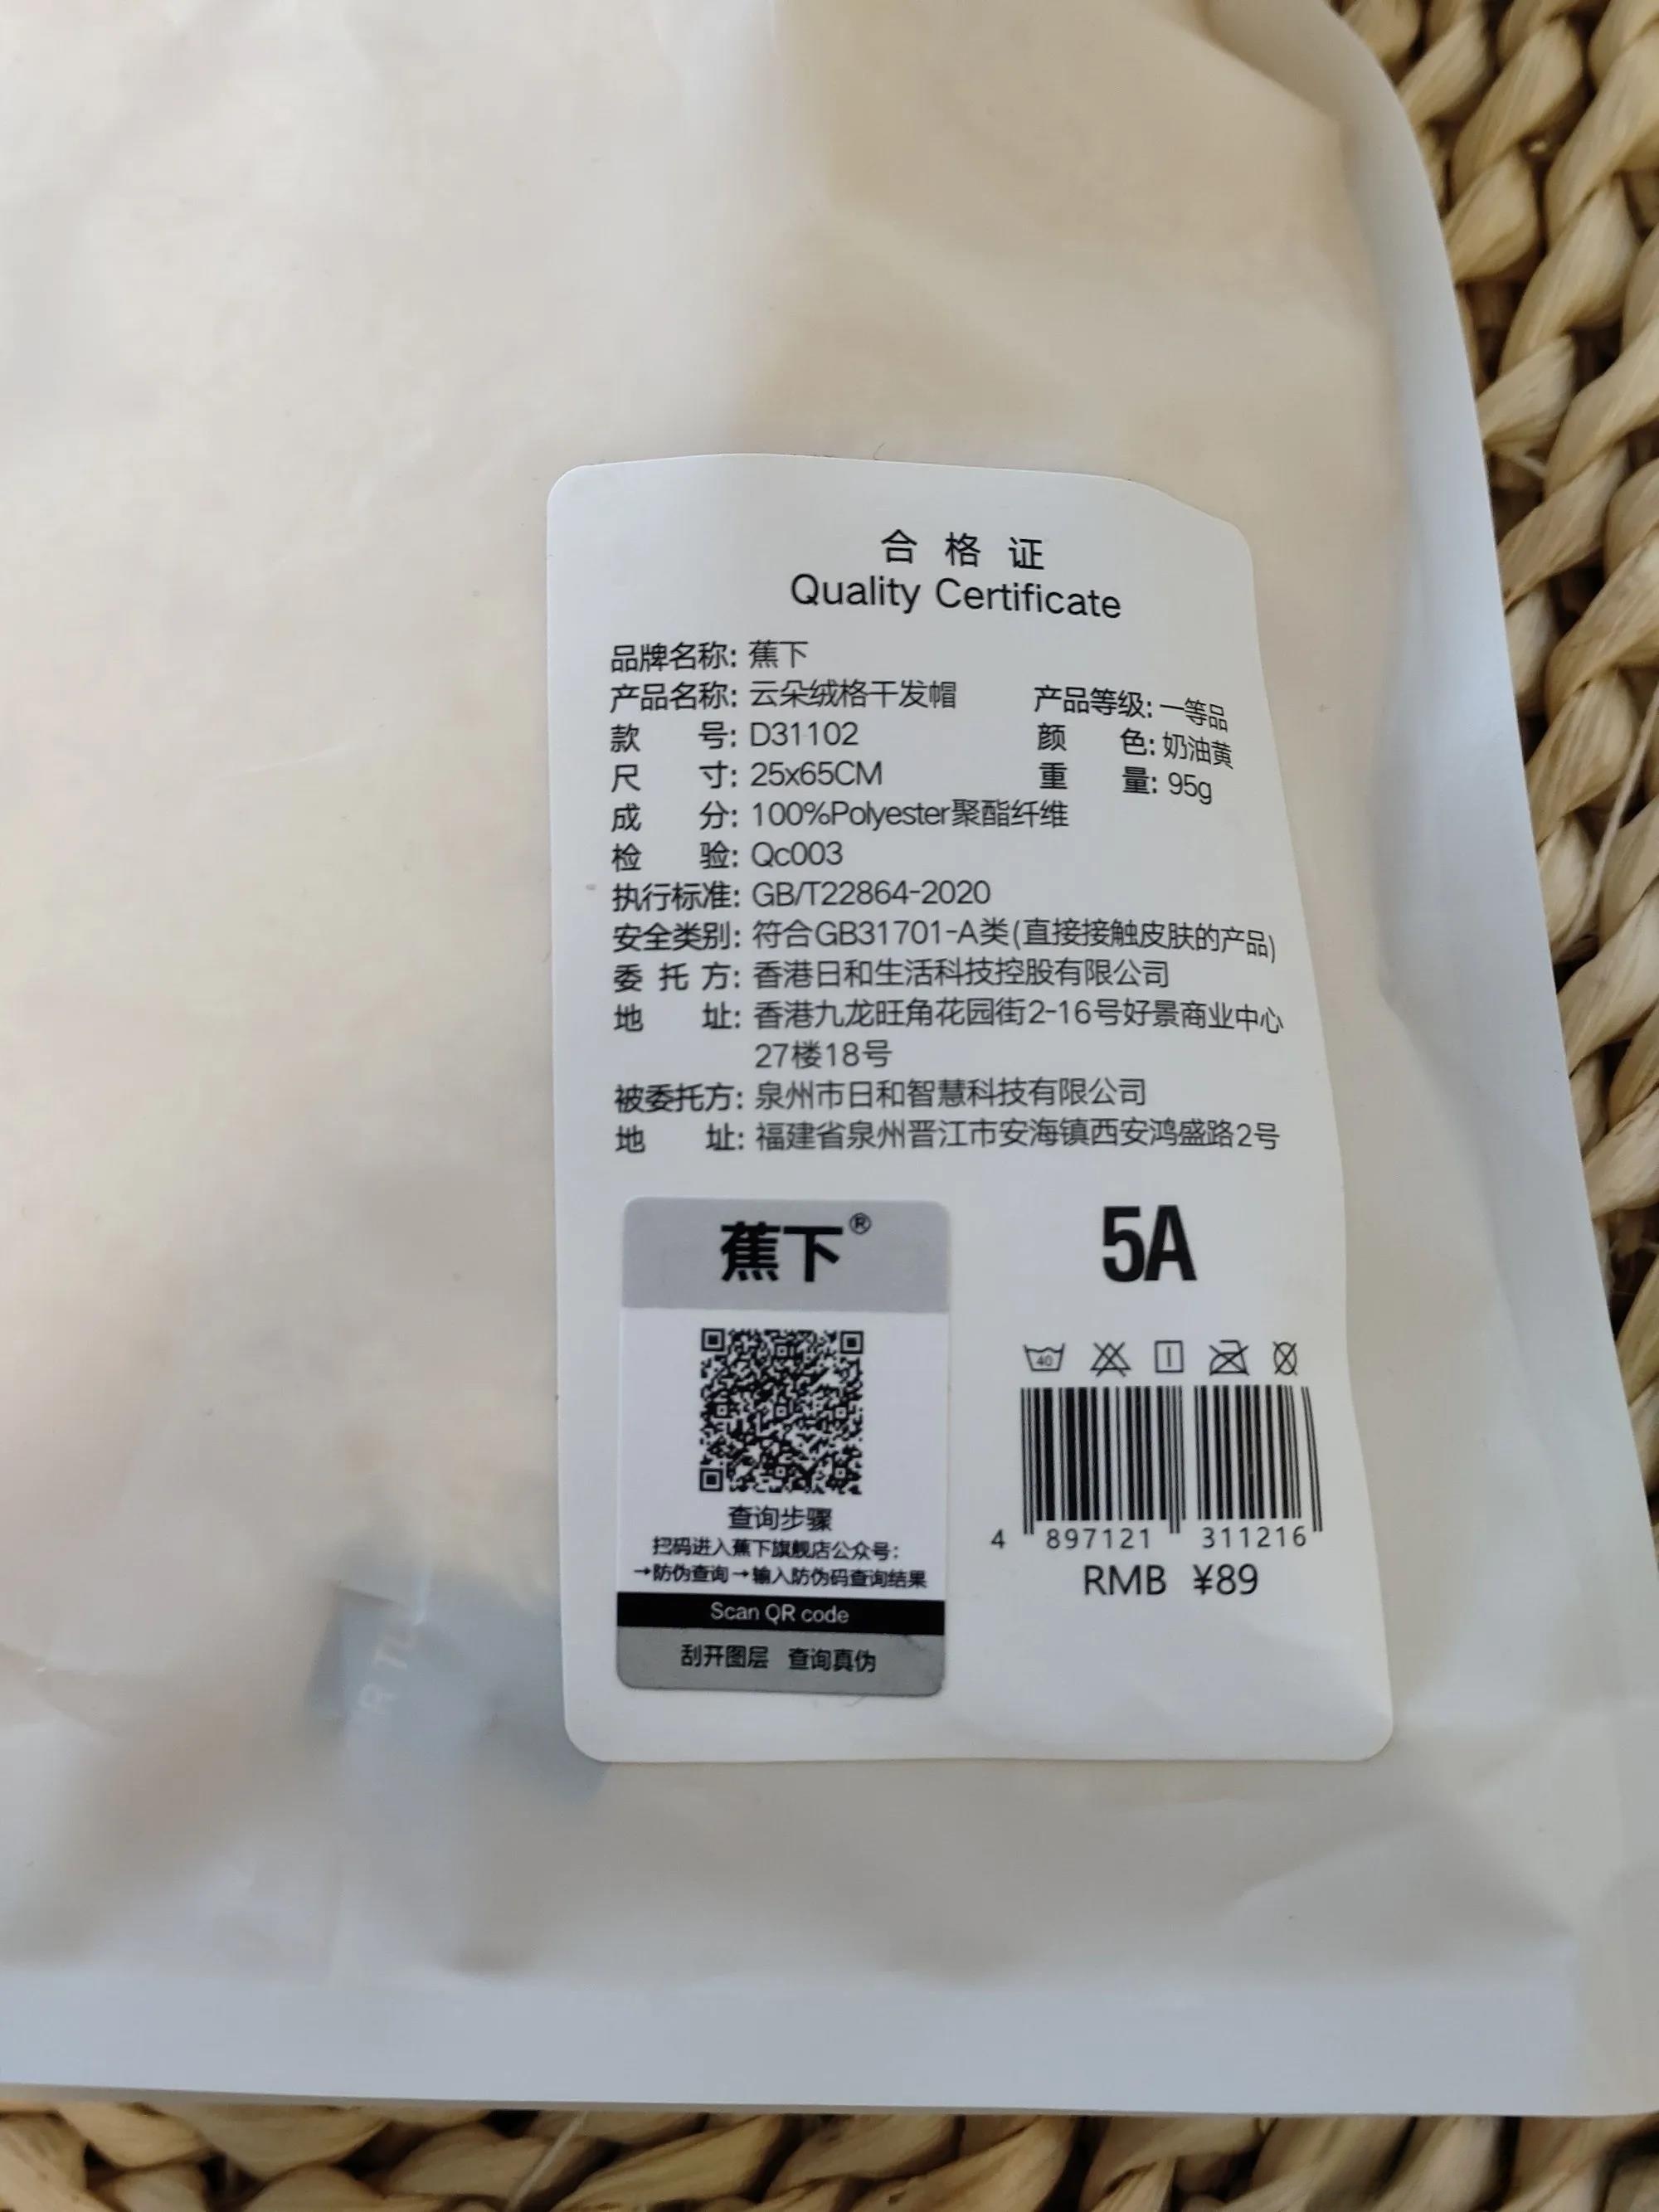 合格证
Quality Certificate
品牌名称: 蕉下
产品名称: 云朵绒格干发帽 产品等级: 一等品
款 号: D31102 颜 色: 奶油黄
尺 寸: 25x65CM 重 量: 95g
成 分: 100%Polyester聚酯纤维
检 验: Qc003
执行标准: GB/T22864-2020
安全类别: 符合GB31701-A类(直接接触皮肤的产品)
委托方: 香港日和生活科技控股有限公司
地 址: 香港九龙旺角花园街2-16号好景商业中心
27楼18号
被委托方: 泉州市日和智慧科技有限公司
地 址: 福建省泉州晋江市安海镇西安鸿盛路2号
蕉下®
查询步骤
扫码进入蕉下旗舰店公众号:
→防伪查询→输入防伪码查询结果
Scan QR code
刮开图层 查询真伪
5A
40
4 897121 311216
RMB ¥89